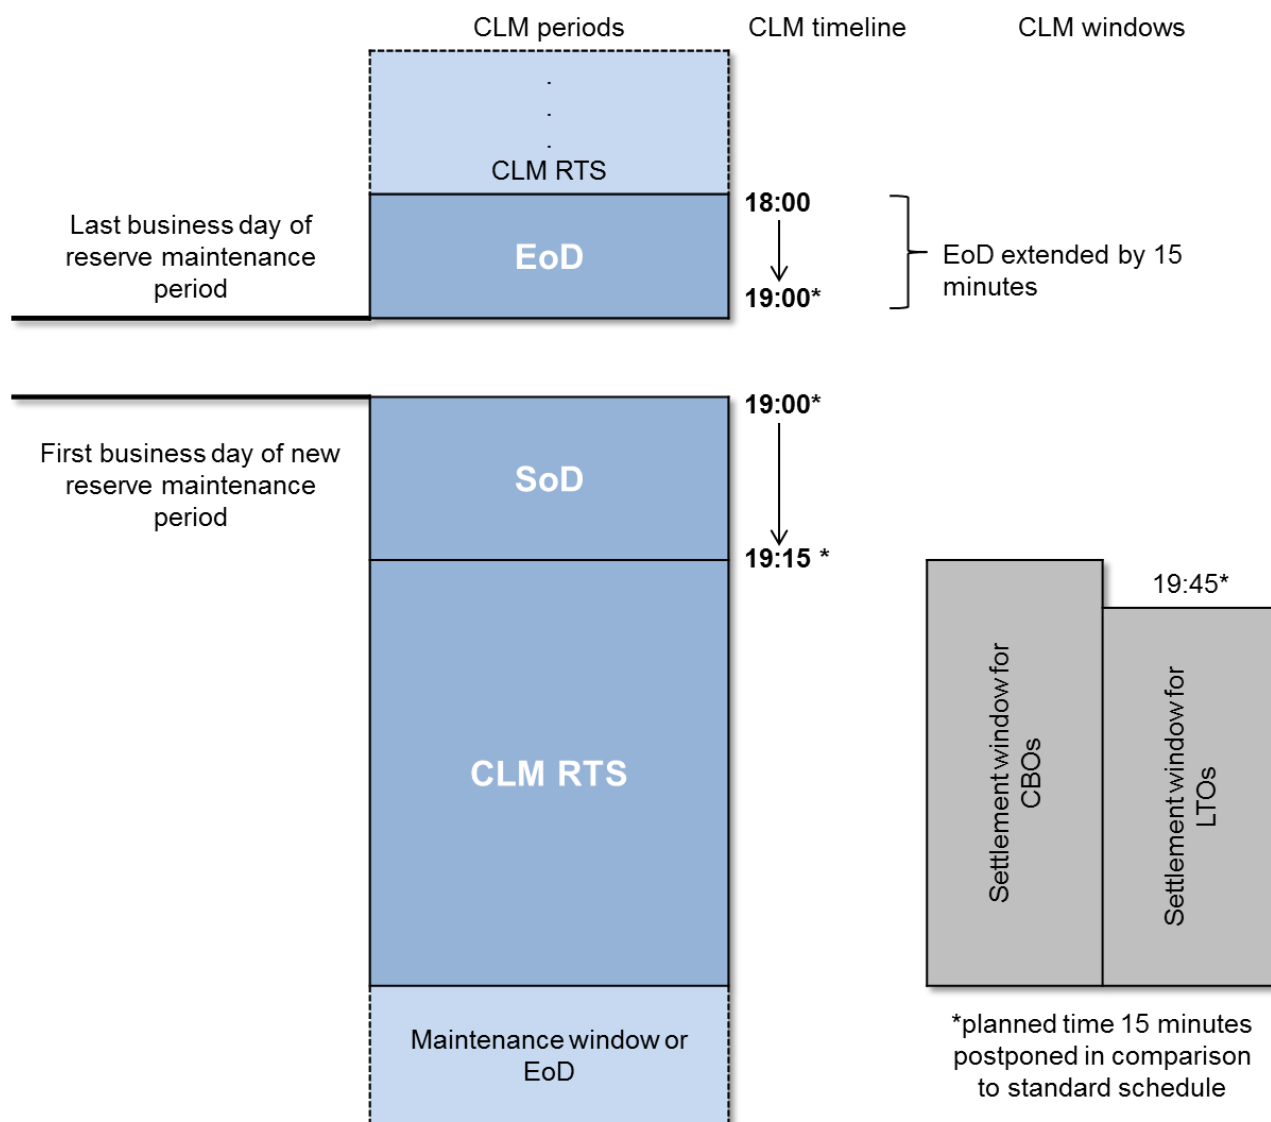 CLM periods
CLM timeline
CLM windows
.
.
.
CLM RTS
Last business day of
reserve maintenance
period
EoD
18:00
19:00*
EoD extended by 15
minutes
First business day of new
reserve maintenance
period
SoD
19:00*
19:15 *
CLM RTS
Settlement window for
CBOs
19:45*
Settlement window for
LTOs
Maintenance window or
EoD
*planned time 15 minutes
postponed in comparison
to standard schedule